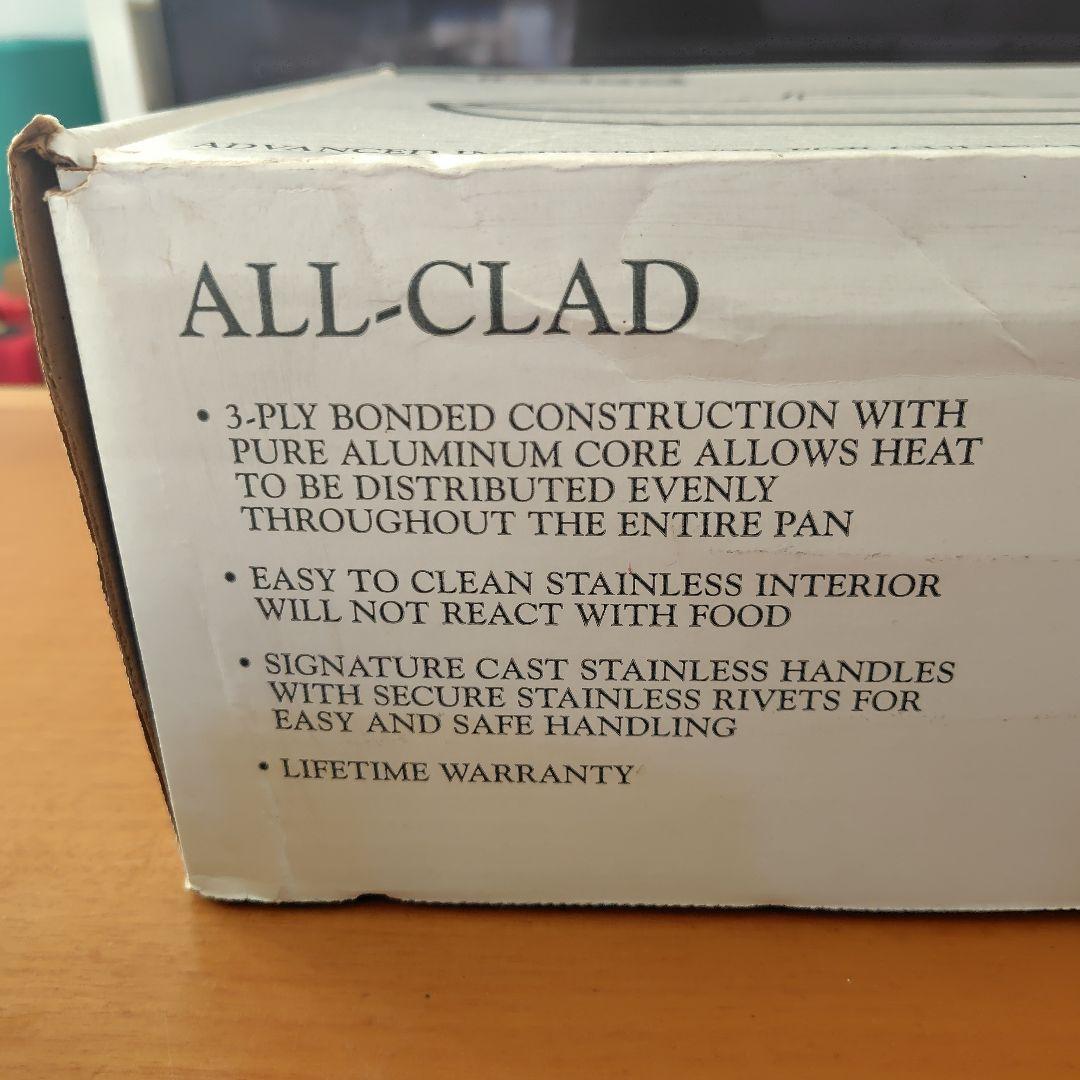 ADVANCED
ALL-CLAD
• 3-PLY BONDED CONSTRUCTION WITH
PURE ALUMINUM CORE ALLOWS HEAT
TO BE DISTRIBUTED EVENLY
THROUGHOUT THE ENTIRE PAN
• EASY TO CLEAN STAINLESS INTERIOR
WILL NOT REACT WITH FOOD
• SIGNATURE CAST STAINLESS HANDLES
WITH SECURE STAINLESS RIVETS FOR
EASY AND SAFE HANDLING
• LIFETIME WARRANTY